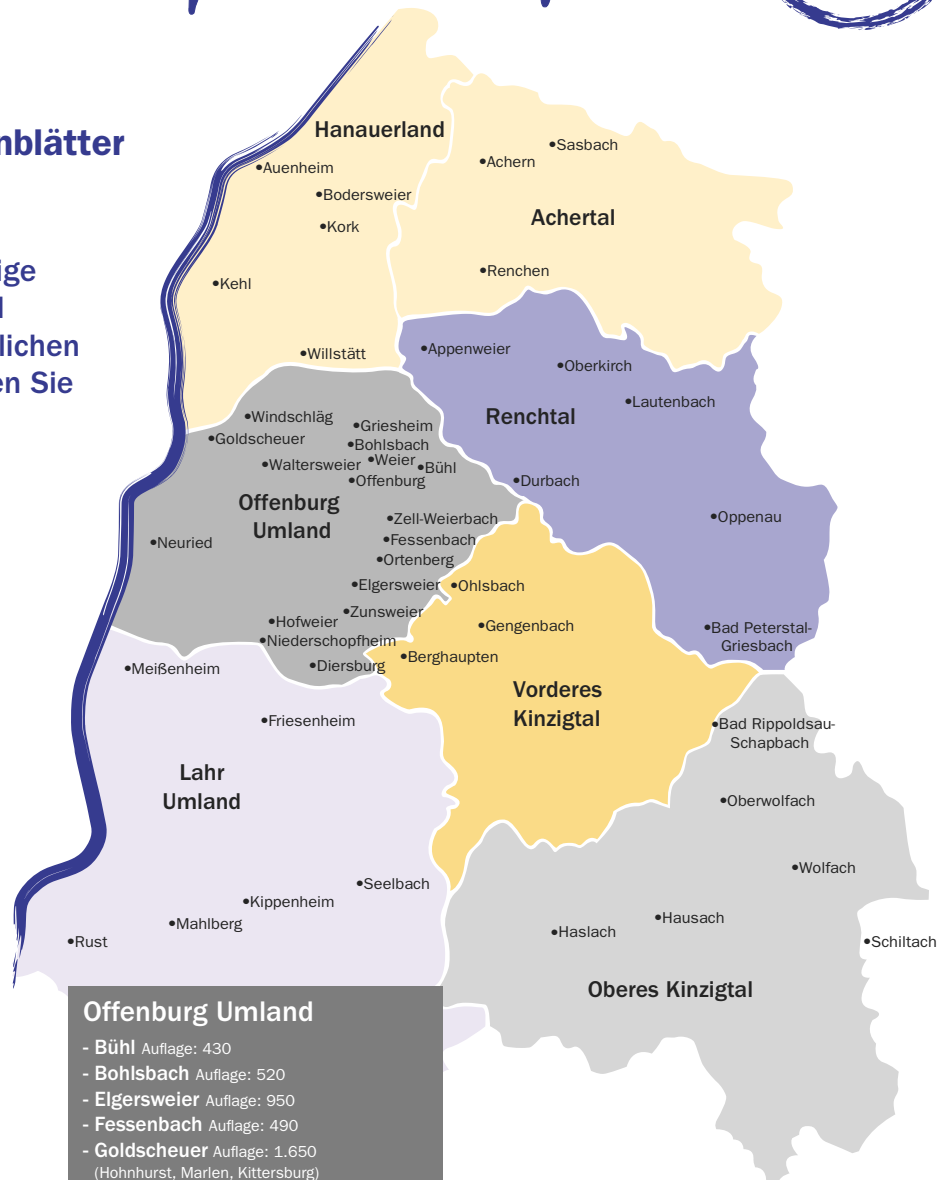 nblätter
ige
l
lichen
en Sie
Hanauerland
•Auenheim
•Bodersweier
•Kork
•Kehl
•Willstätt
•Sasbach
•Achern
Achertal
•Renchen
•Appenweier
•Oberkirch
•Lautenbach
Renchtal
•Durbach
•Oppenau
•Bad Peterstal-
Griesbach
•Windschläg
•Goldscheuer
•Griesheim
•Bohlsbach
•Weier
•Waltersweier
•Bühl
•Offenburg
Offenburg
Umland
•Zell-Weierbach
•Fessenbach
•Neuried
•Ortenberg
•Elgersweier
•Zunsweier
•Hofweier
•Niederschopfheim
•Diersburg
•Ohlsbach
•Gengenbach
•Berghaupten
Vorderes
Kinzigtal
•Meißenheim
•Friesenheim
Lahr
Umland
•Seelbach
•Kippenheim
•Mahlberg
•Rust
•Bad Rippoldsau-
Schapbach
•Oberwolfach
•Wolfach
•Hausach
•Haslach
•Schiltach
Oberes Kinzigtal
Offenburg Umland
- Bühl Auflage: 430
- Bohlsbach Auflage: 520
- Elgersweier Auflage: 950
- Fessenbach Auflage: 490
- Goldscheuer Auflage: 1.650
(Hohnhurst, Marlen, Kittersburg)